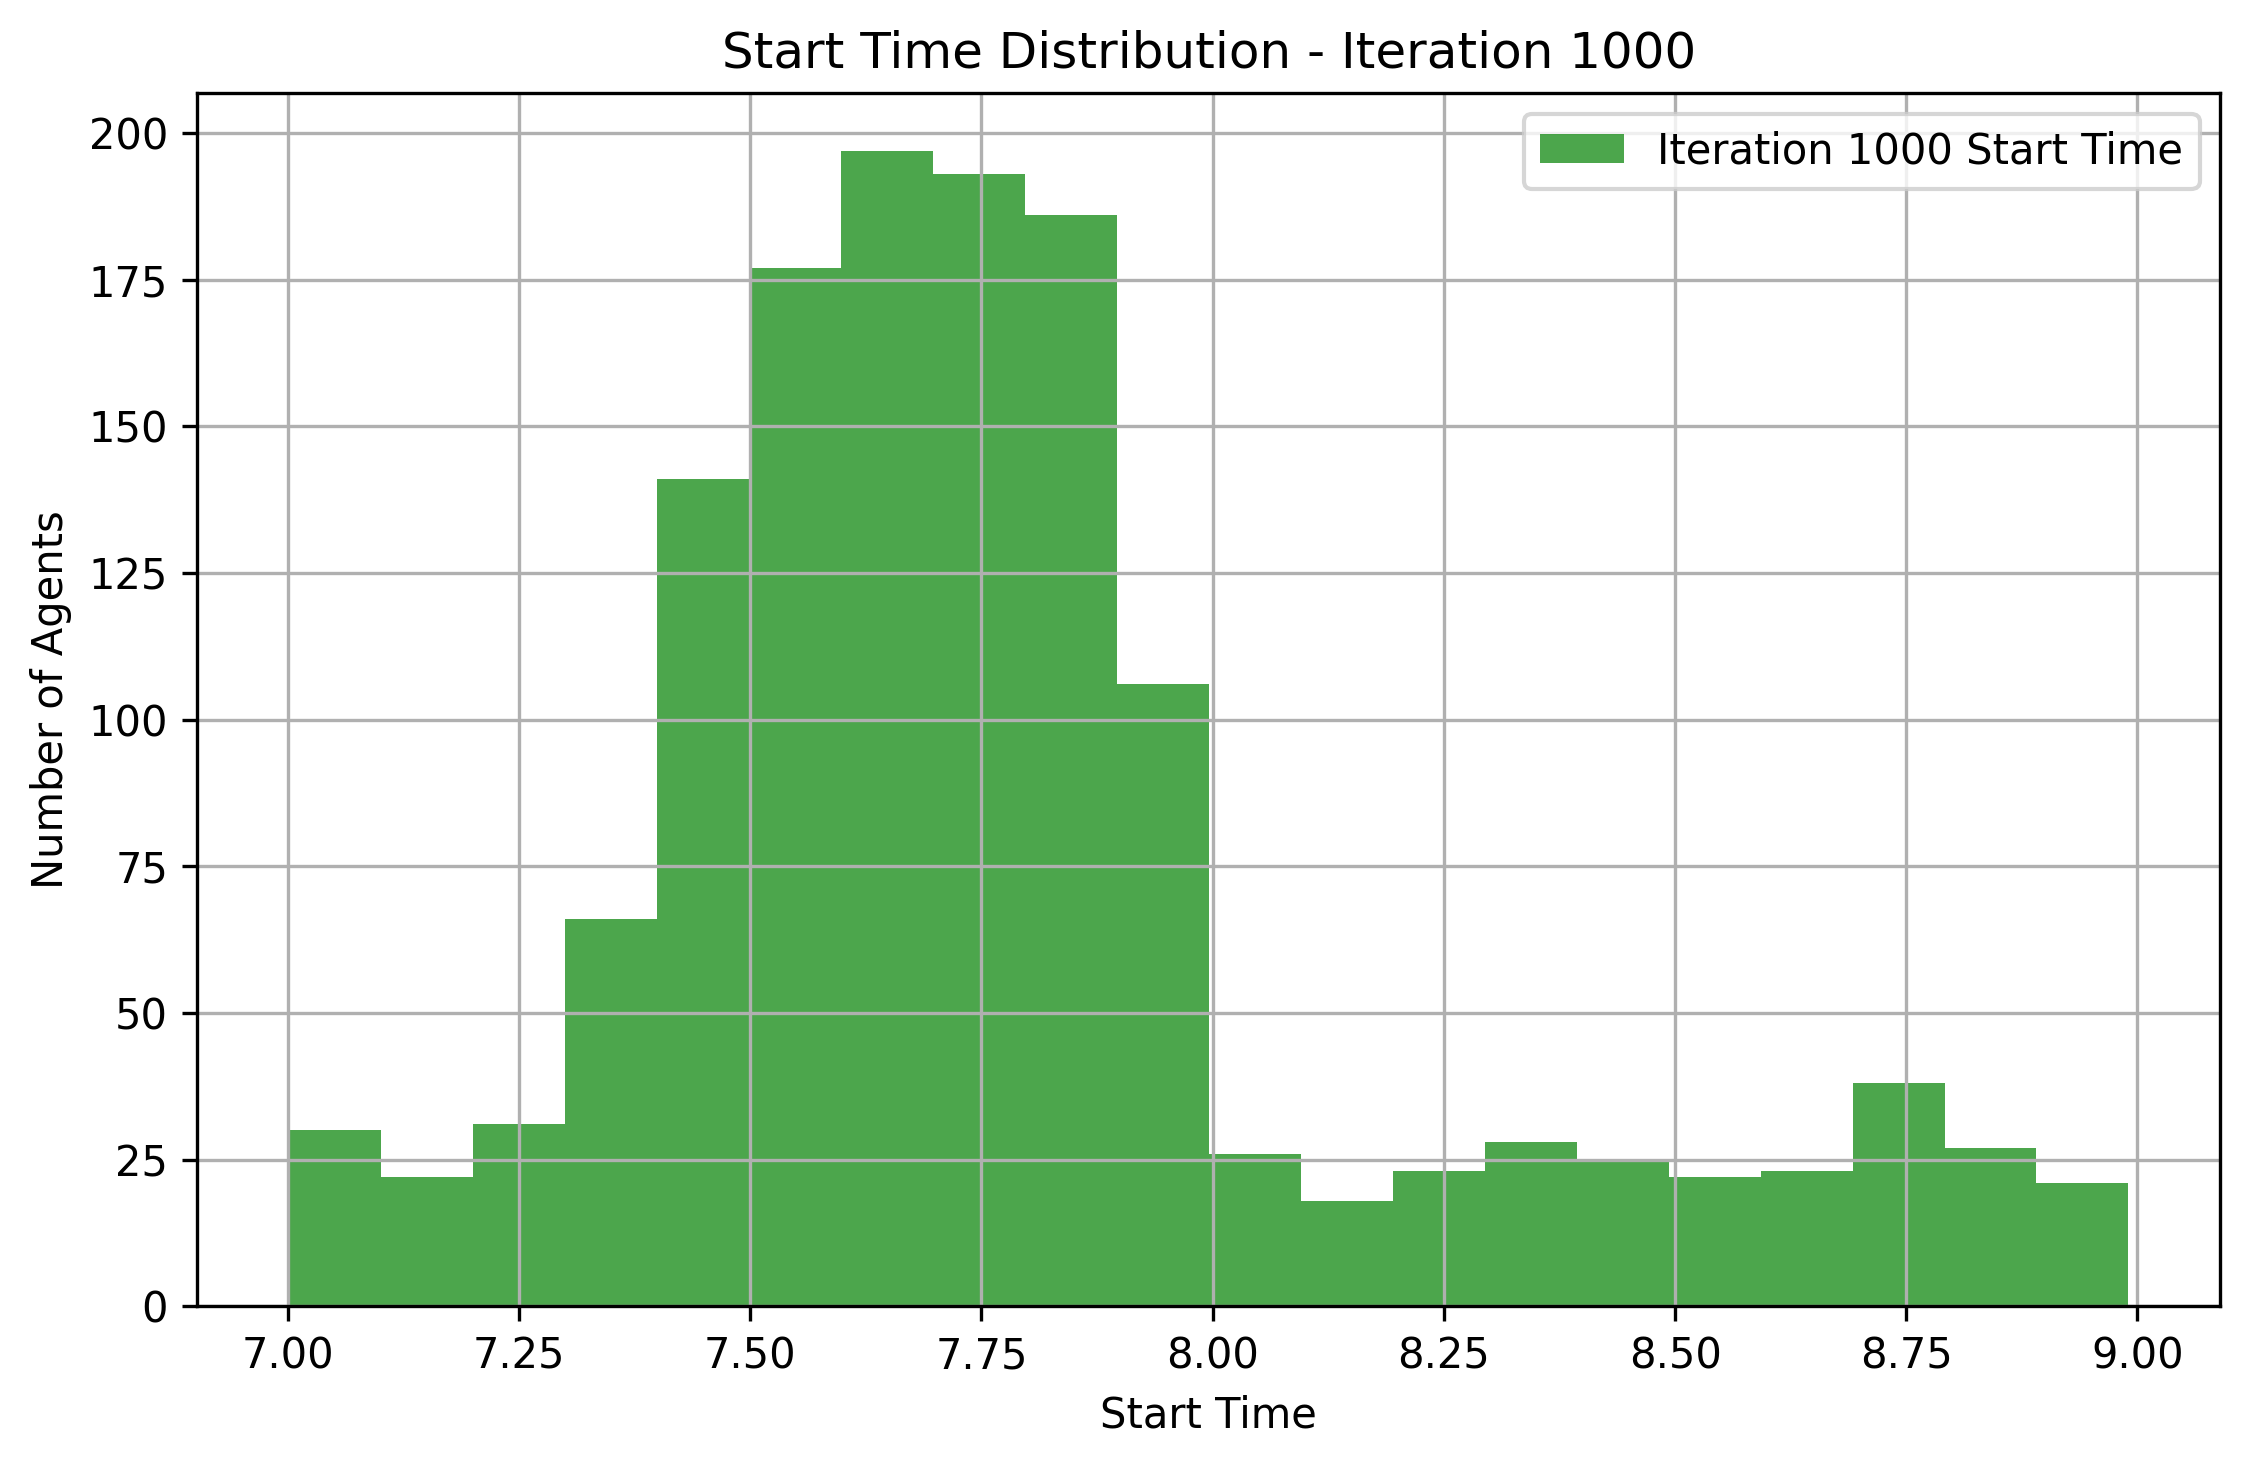 Start Time Distribution - Iteration 1000
Iteration 1000 Start Time
Number of Agents
200
175
150
125
100
75
50
25
0
7.00 7.25 7.50 7.75 8.00 8.25 8.50 8.75 9.00
Start Time